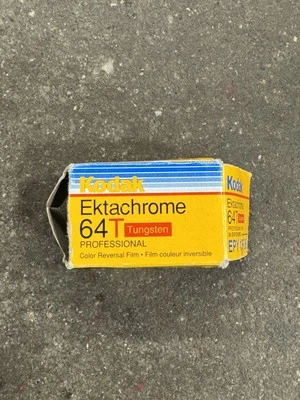 Kodak
Ektachrome
64T Tungsten
PROFESSIONAL
Color Reversal Film • Film couleur inversible
Kodak
Ektachrome
64T